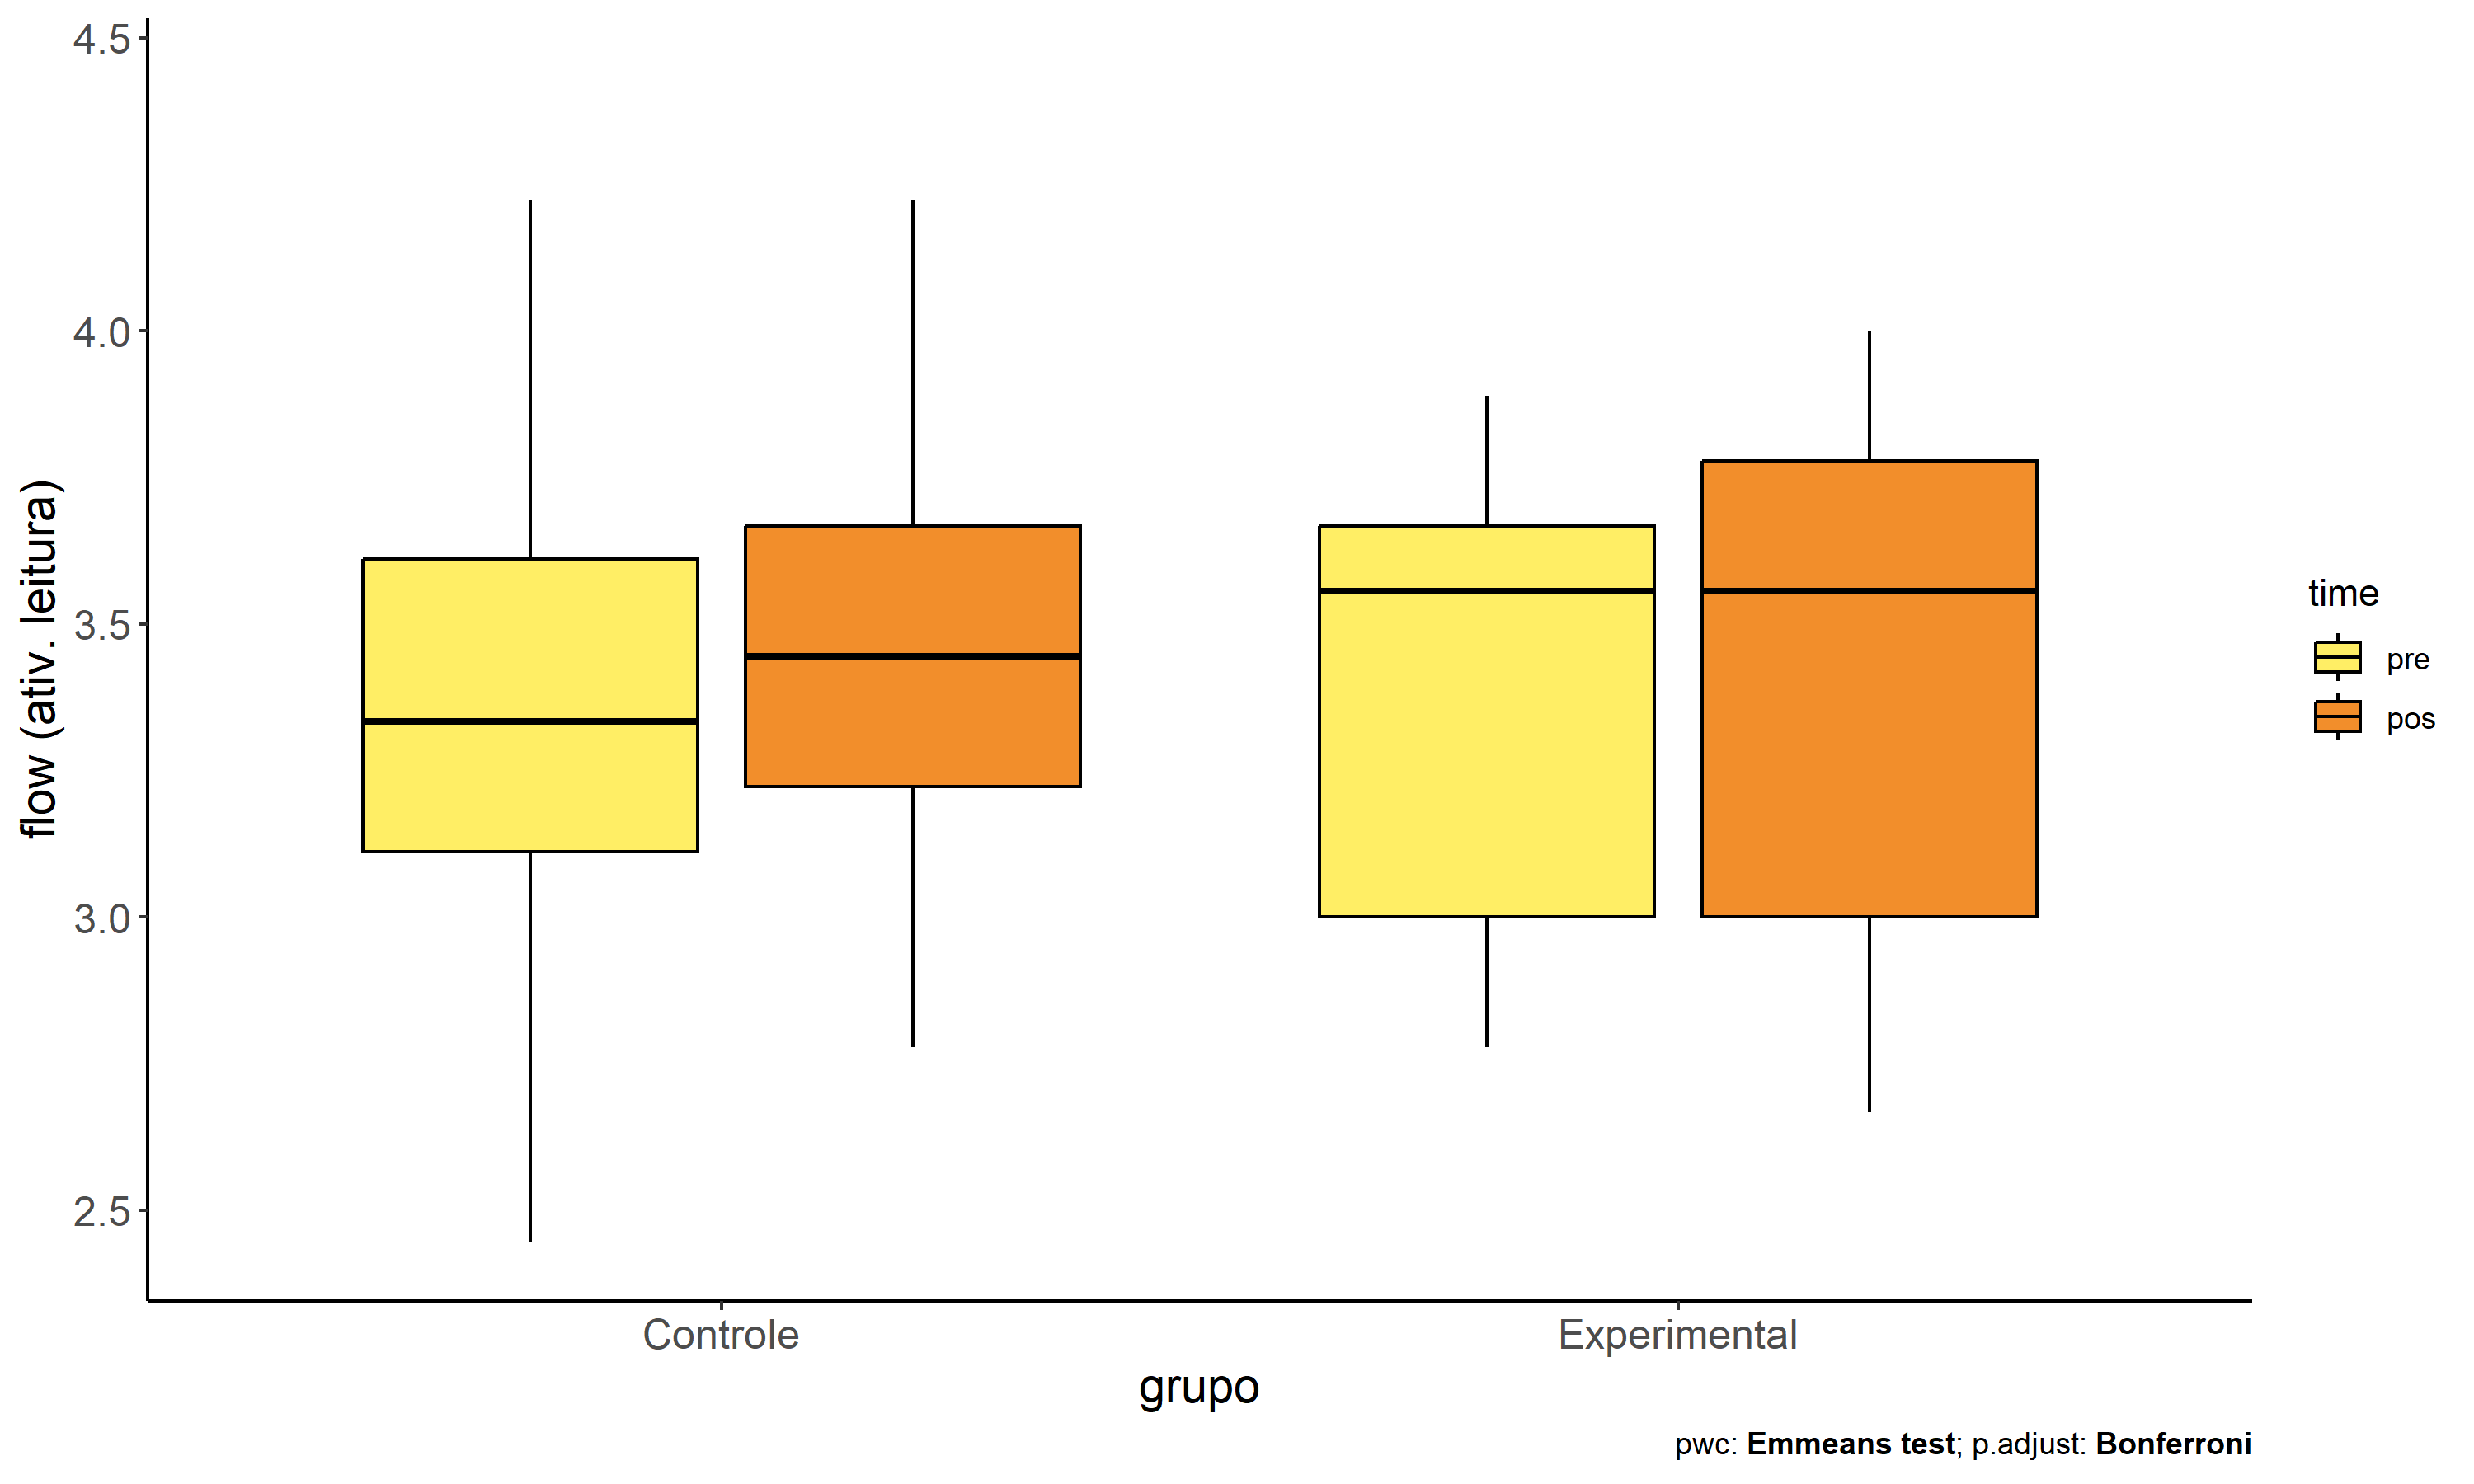 flow (ativ. leitura)
4.5
4.0
3.5
3.0
2.5
Controle
Experimental
grupo
time
pre
pos
pwc: Emmeans test; p.adjust: Bonferroni